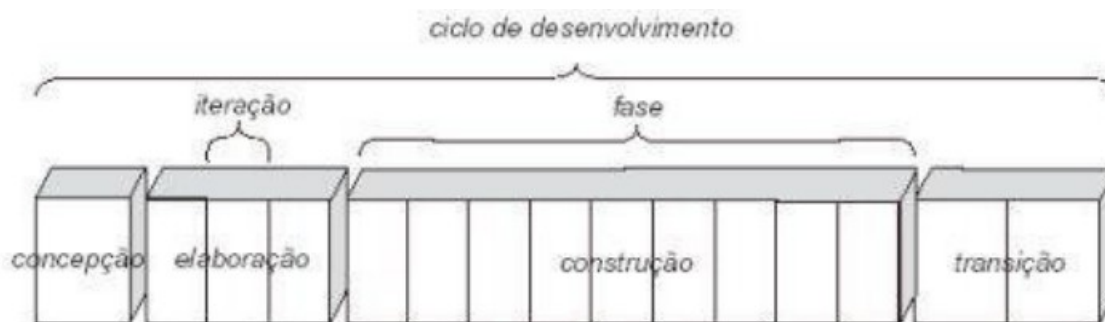 ciclo de desenvolvimento
iteração
fase
concepção
elaboração
construção
transição